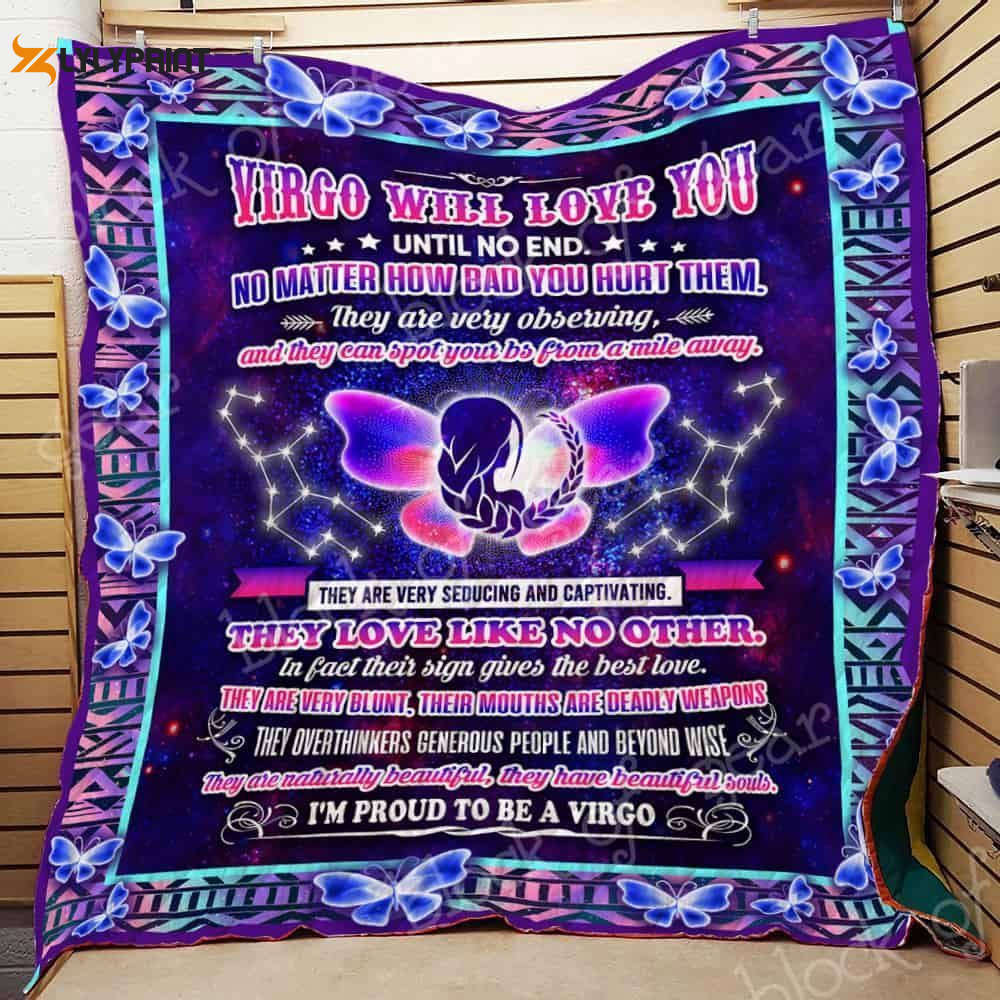 LYLYPRINT
VIRGO WILL LOVE YOU
UNTIL NO END.
NO MATTER HOW BAD YOU HURT THEM.
They are very observing,
and they can spot your bs from a mile away.
THEY ARE VERY SEDUCING AND CAPTIVATING.
THEY LOVE LIKE NO OTHER.
In fact their sign gives the best love.
THEY ARE VERY BLUNT, THEIR MOUTHS ARE DEADLY WEAPONS
THEY OVERTHINKERS GENEROUS PEOPLE AND BEYOND WISE
They are naturally beautiful, they have beautiful souls.
I'M PROUD TO BE A VIRGO
block of gear